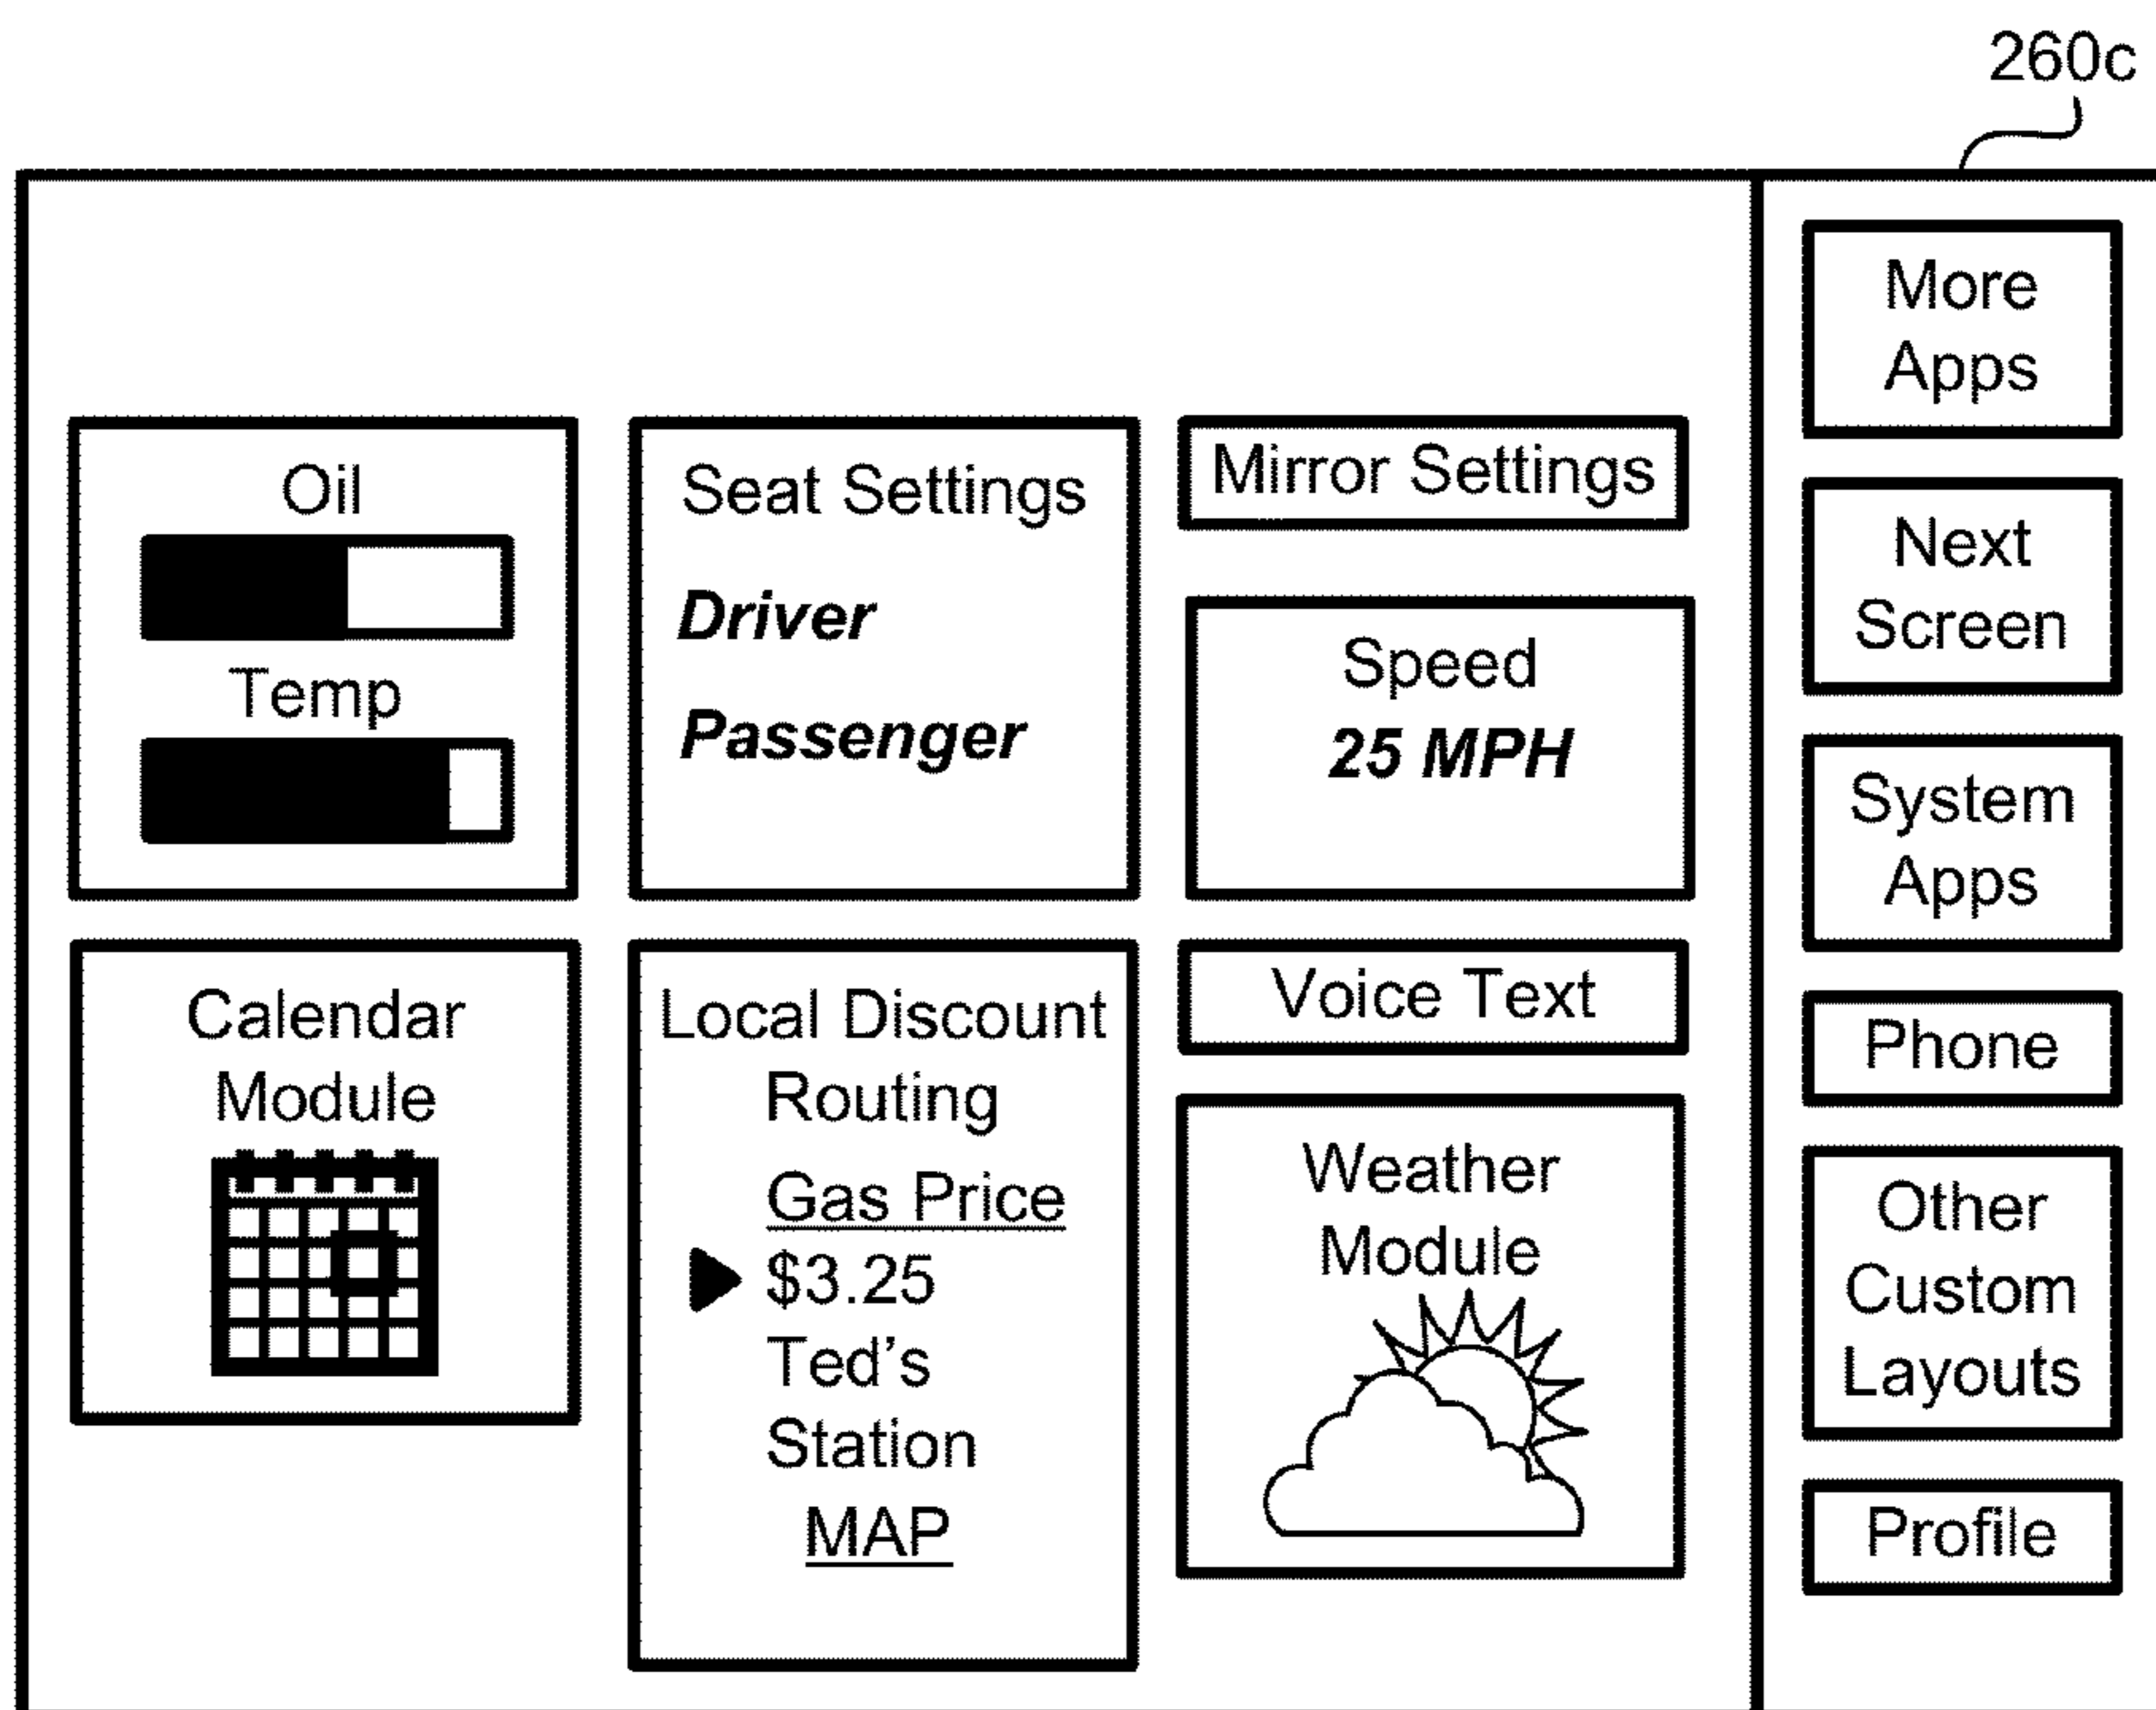 260c
Oil
Temp
Seat Settings
Driver
Passenger
Mirror Settings
Speed
25 MPH
Calendar
Module
Local Discount
Routing
Gas Price
$3.25
Ted's
Station
MAP
Voice Text
Weather
Module
More
Apps
Next
Screen
System
Apps
Phone
Other
Custom
Layouts
Profile